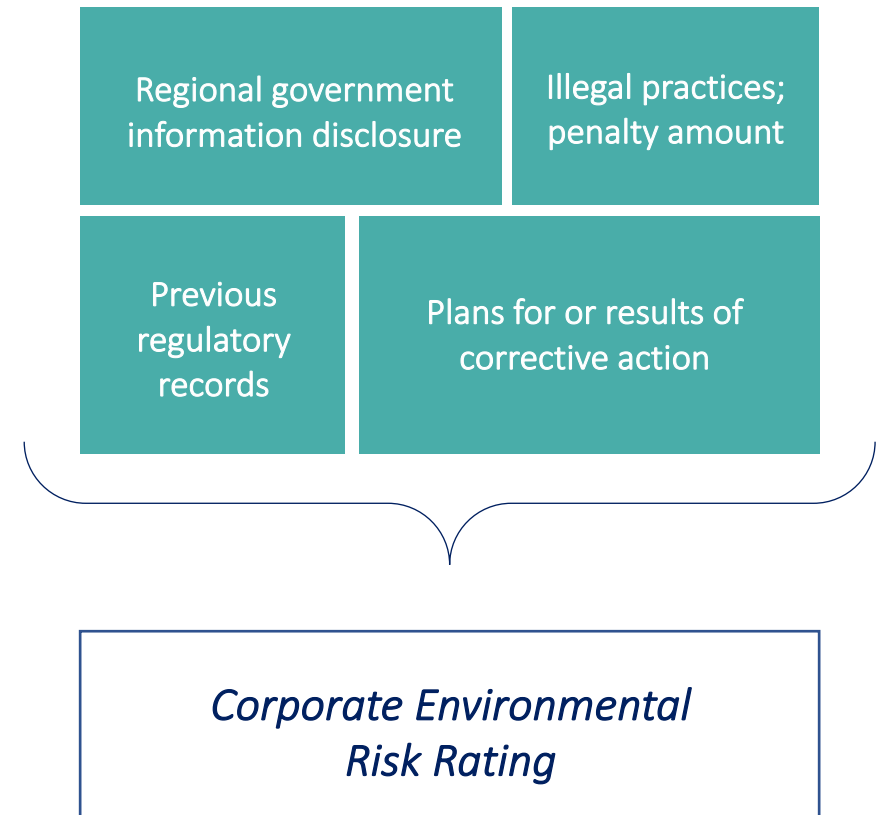 Regional government
information disclosure
Illegal practices;
penalty amount
Previous
regulatory
records
Plans for or results of
corrective action
Corporate Environmental
Risk Rating